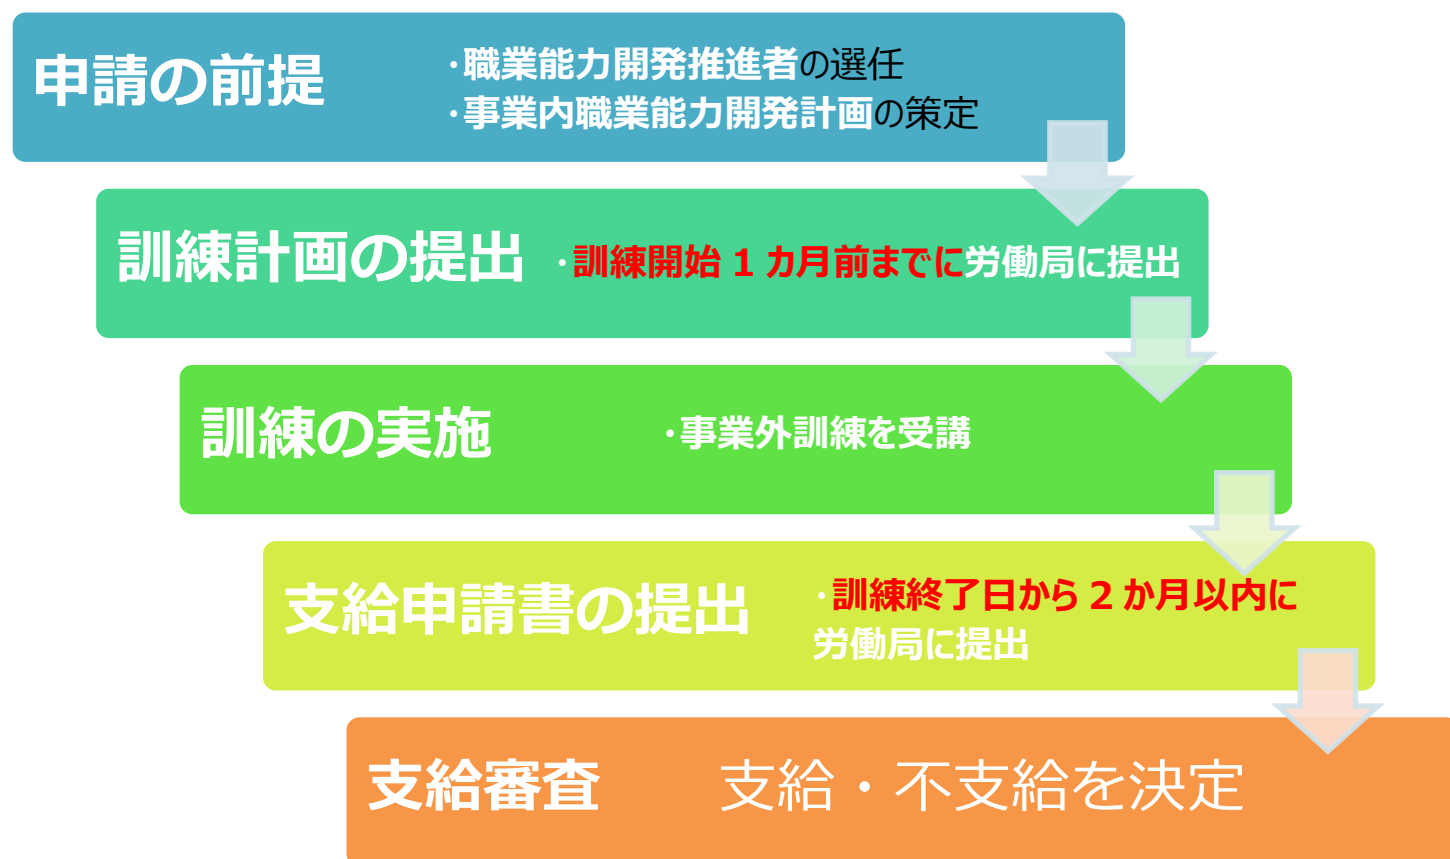 申請の前提
・職業能力開発推進者の選任
・事業内職業能力開発計画の策定
訓練計画の提出
・訓練開始 1 カ月前までに労働局に提出
訓練の実施
・事業外訓練を受講
支給申請書の提出
・訓練終了日から 2 か月以内に
労働局に提出
支給審査
支給・不支給を決定